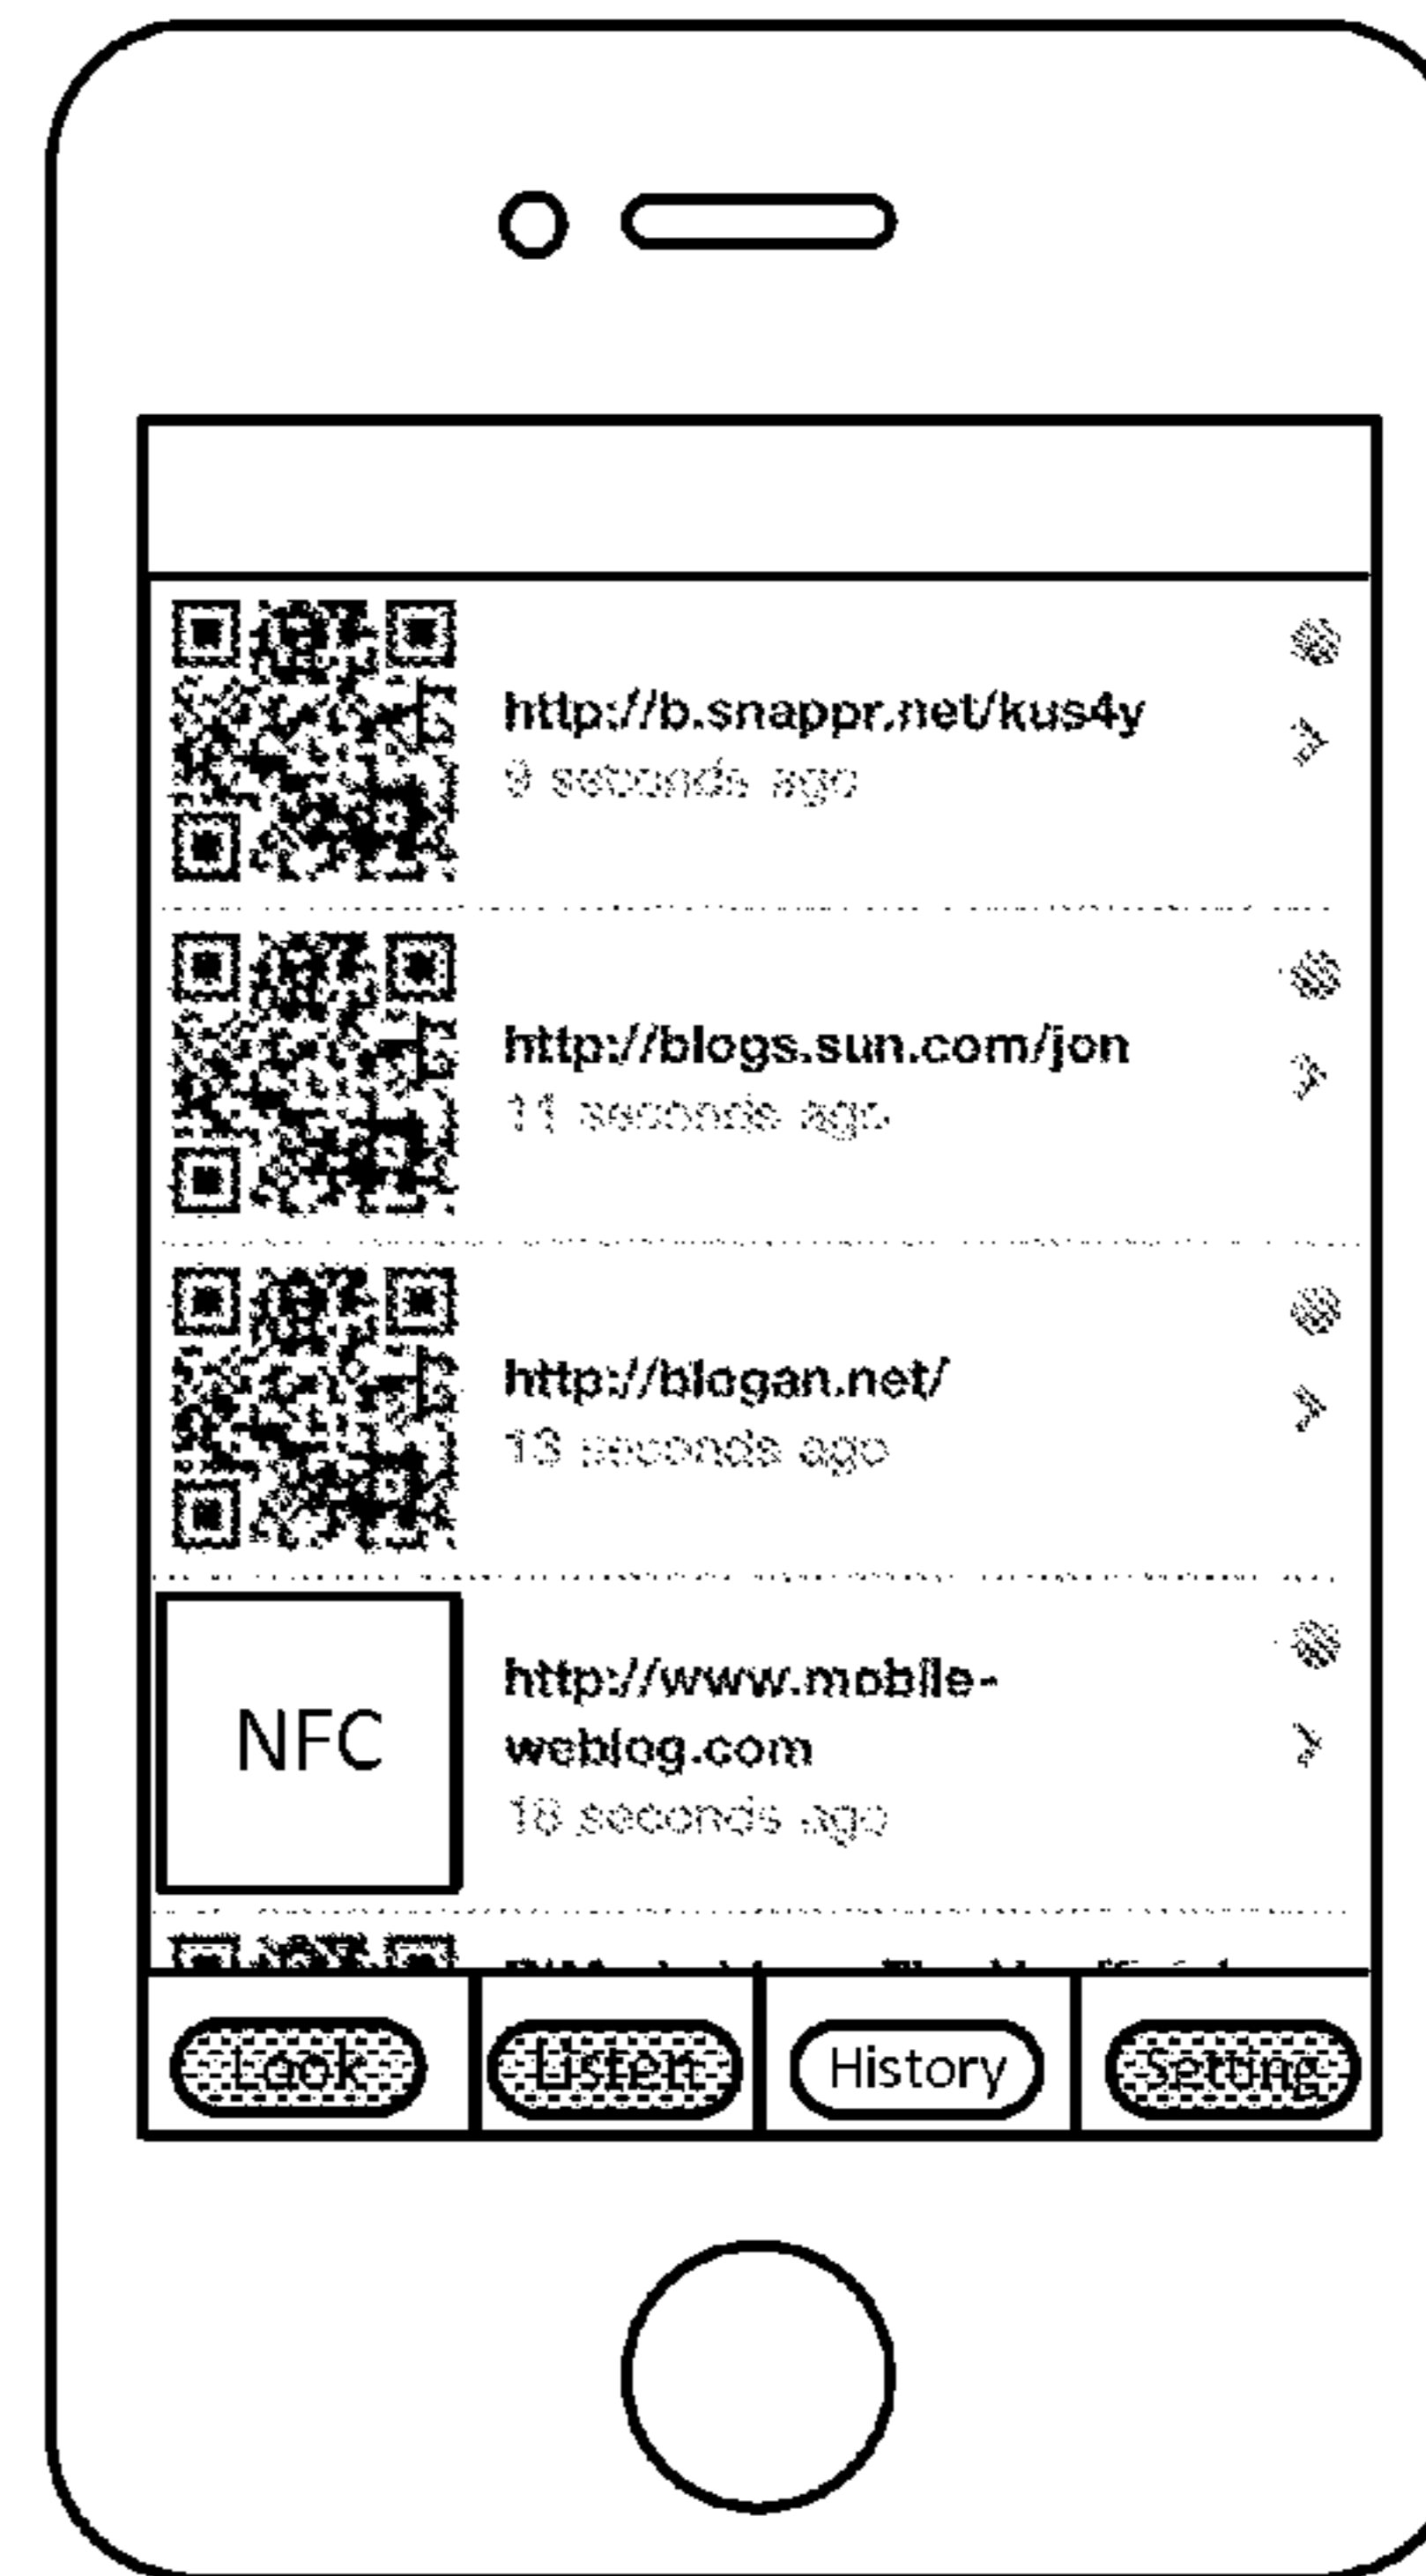 http://b.snappr.net/kus4y
9 seconds ago
http://blogs.sun.com/jon
11 seconds ago
http://blogan.net/
13 seconds ago
NFC
http://www.mobile-
weblog.com
18 seconds ago
Look
Listen
History
Setting